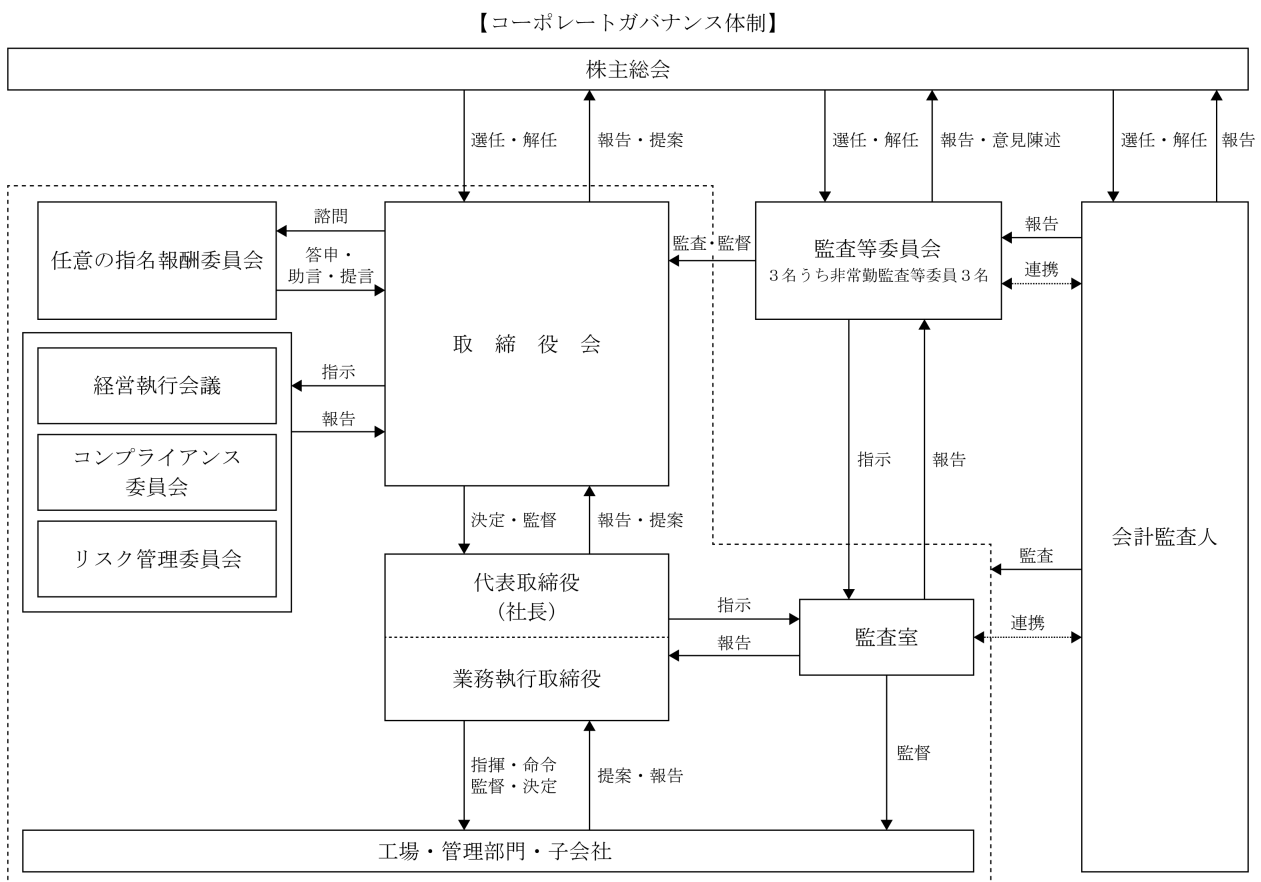 【コーポレートガバナンス体制】
株主総会
選任・解任
報告・提案
選任・解任
報告・意見陳述
選任・解任
報告
任意の指名報酬委員会
諮問
答申・
助言・提言
取締役会
監査・監督
監査等委員会
3名うち非常勤監査等委員3名
報告
連携
経営執行会議
コンプライアンス
委員会
リスク管理委員会
指示
報告
指示
報告
決定・監督
報告・提案
会計監査人
監査
代表取締役
（社長）
業務執行取締役
指示
報告
監査室
連携
指揮・命令
監督・決定
提案・報告
監督
工場・管理部門・子会社